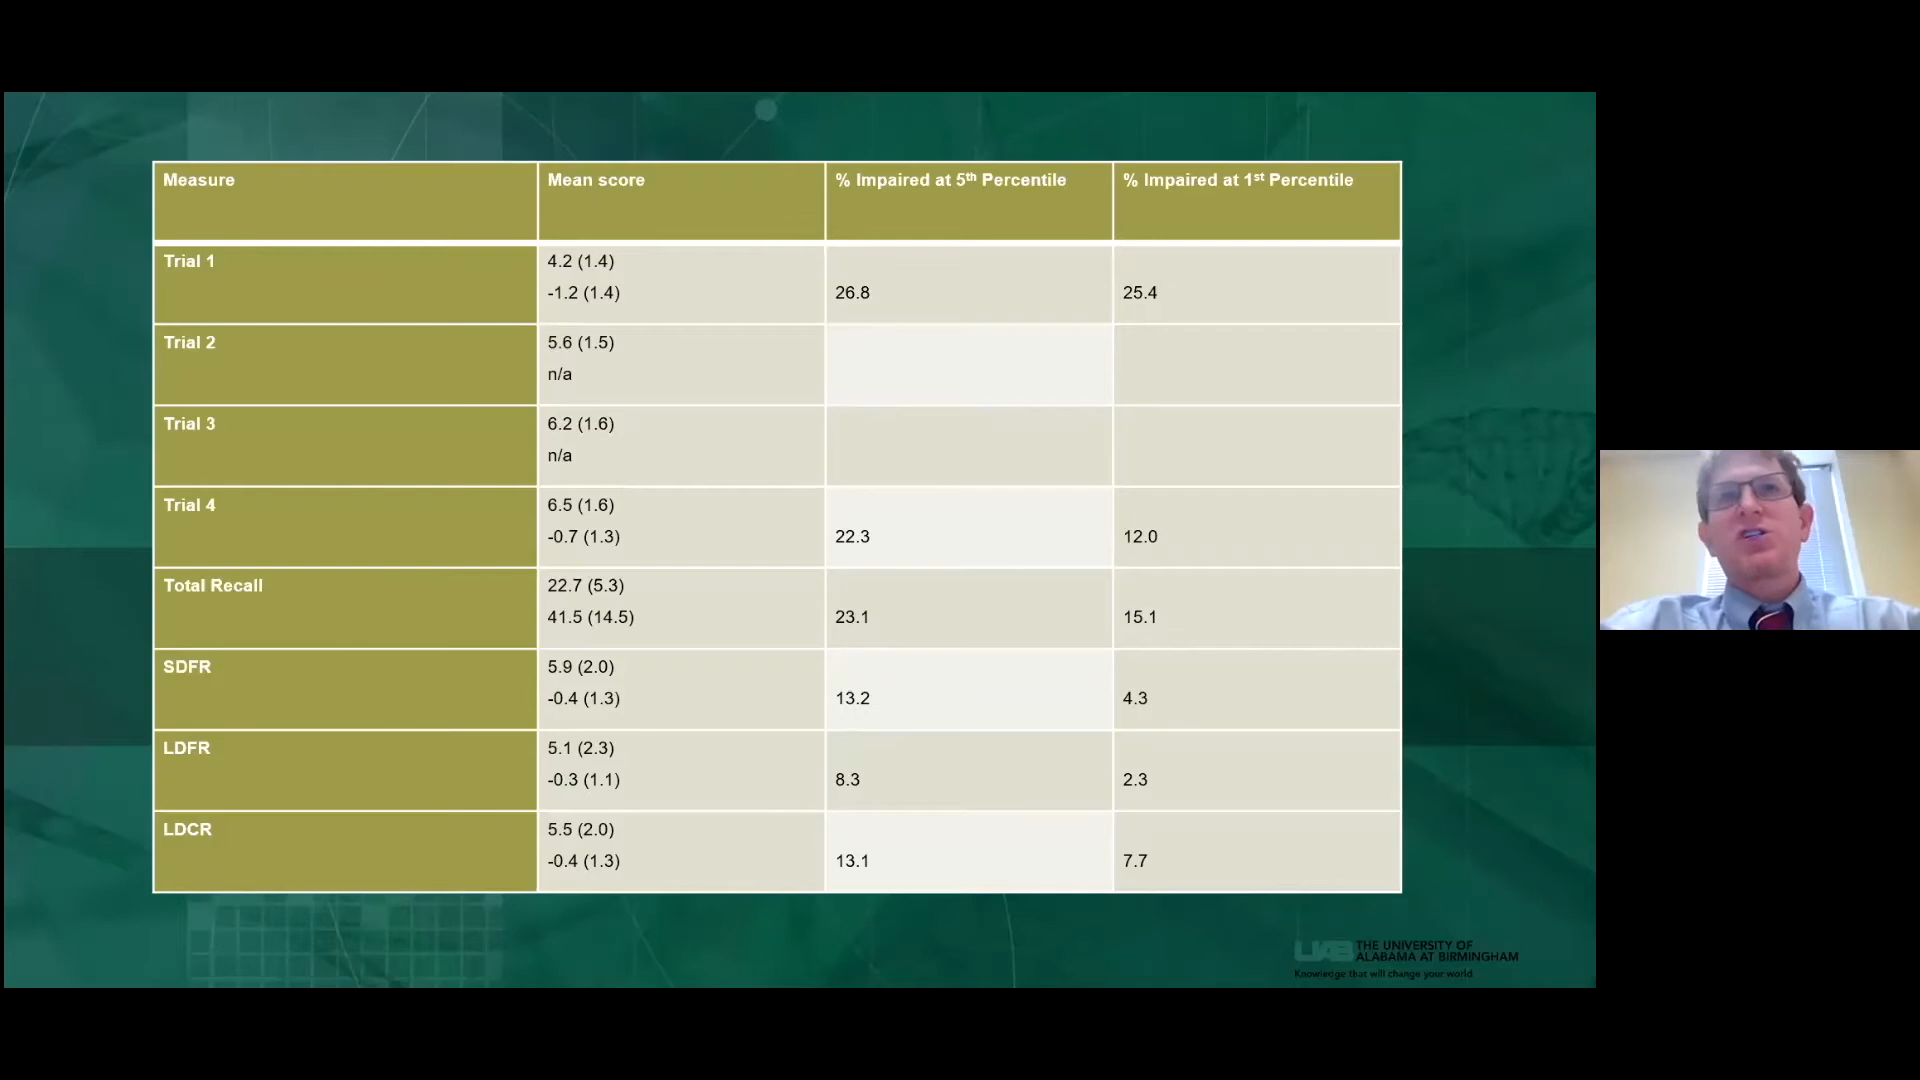 Measure
Mean score
% Impaired at 5th Percentile
% Impaired at 1st Percentile
Trial 1
4.2 (1.4)
-1.2 (1.4)
26.8
25.4
Trial 2
5.6 (1.5)
n/a
Trial 3
6.2 (1.6)
n/a
Trial 4
6.5 (1.6)
-0.7 (1.3)
22.3
12.0
Total Recall
22.7 (5.3)
41.5 (14.5)
23.1
15.1
SDFR
5.9 (2.0)
-0.4 (1.3)
13.2
4.3
LDFR
5.1 (2.3)
-0.3 (1.1)
8.3
2.3
LDCR
5.5 (2.0)
-0.4 (1.3)
13.1
7.7
UAB
THE UNIVERSITY OF
ALABAMA AT BIRMINGHAM
Knowledge that will change your world